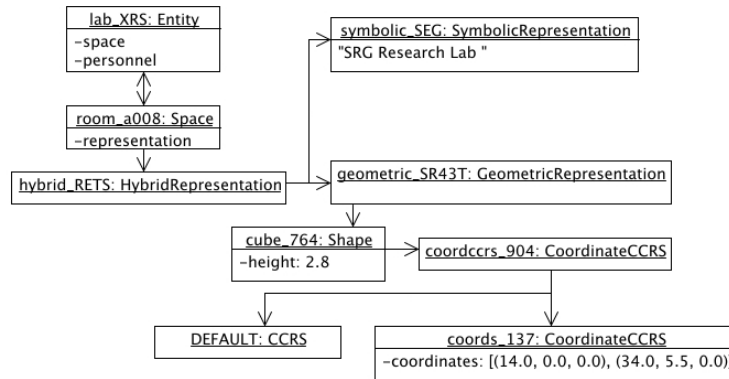 lab_XRS: Entity
-space
-personnel
symbolic_SEG: SymbolicRepresentation
"SRG Research Lab "
room_a008: Space
-representation
hybrid_RETS: HybridRepresentation
geometric_SR43T: GeometricRepresentation
cube_764: Shape
-height: 2.8
coordccrs_904: CoordinateCCRS
DEFAULT: CCRS
coords_137: CoordinateCCRS
-coordinates: [(14.0, 0.0, 0.0), (34.0, 5.5, 0.0)